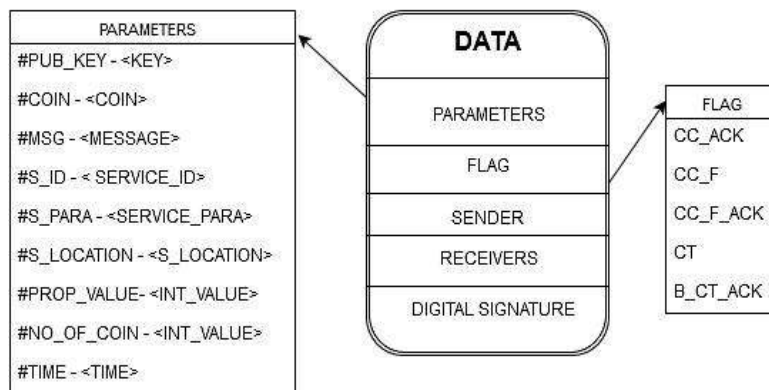 PARAMETERS
#PUB_KEY - <KEY>
#COIN - <COIN>
#MSG - <MESSAGE>
#S_ID - < SERVICE_ID>
#S_PARA - <SERVICE_PARA>
#S_LOCATION - <S_LOCATION>
#PROP_VALUE- <INT_VALUE>
#NO_OF_COIN - <INT_VALUE>
#TIME - <TIME>
DATA
PARAMETERS
FLAG
SENDER
RECEIVERS
DIGITAL SIGNATURE
FLAG
CC_ACK
CC_F
CC_F_ACK
CT
B_CT_ACK